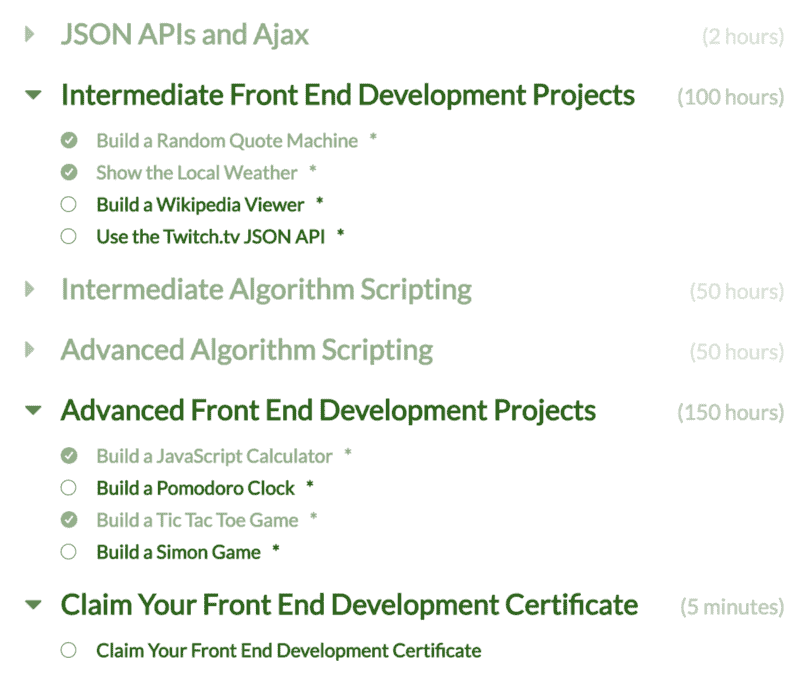 JSON APIs and Ajax (2 hours)
Intermediate Front End Development Projects (100 hours)
Build a Random Quote Machine *
Show the Local Weather *
Build a Wikipedia Viewer *
Use the Twitch.tv JSON API *
Intermediate Algorithm Scripting (50 hours)
Advanced Algorithm Scripting (50 hours)
Advanced Front End Development Projects (150 hours)
Build a JavaScript Calculator *
Build a Pomodoro Clock *
Build a Tic Tac Toe Game *
Build a Simon Game *
Claim Your Front End Development Certificate (5 minutes)
Claim Your Front End Development Certificate